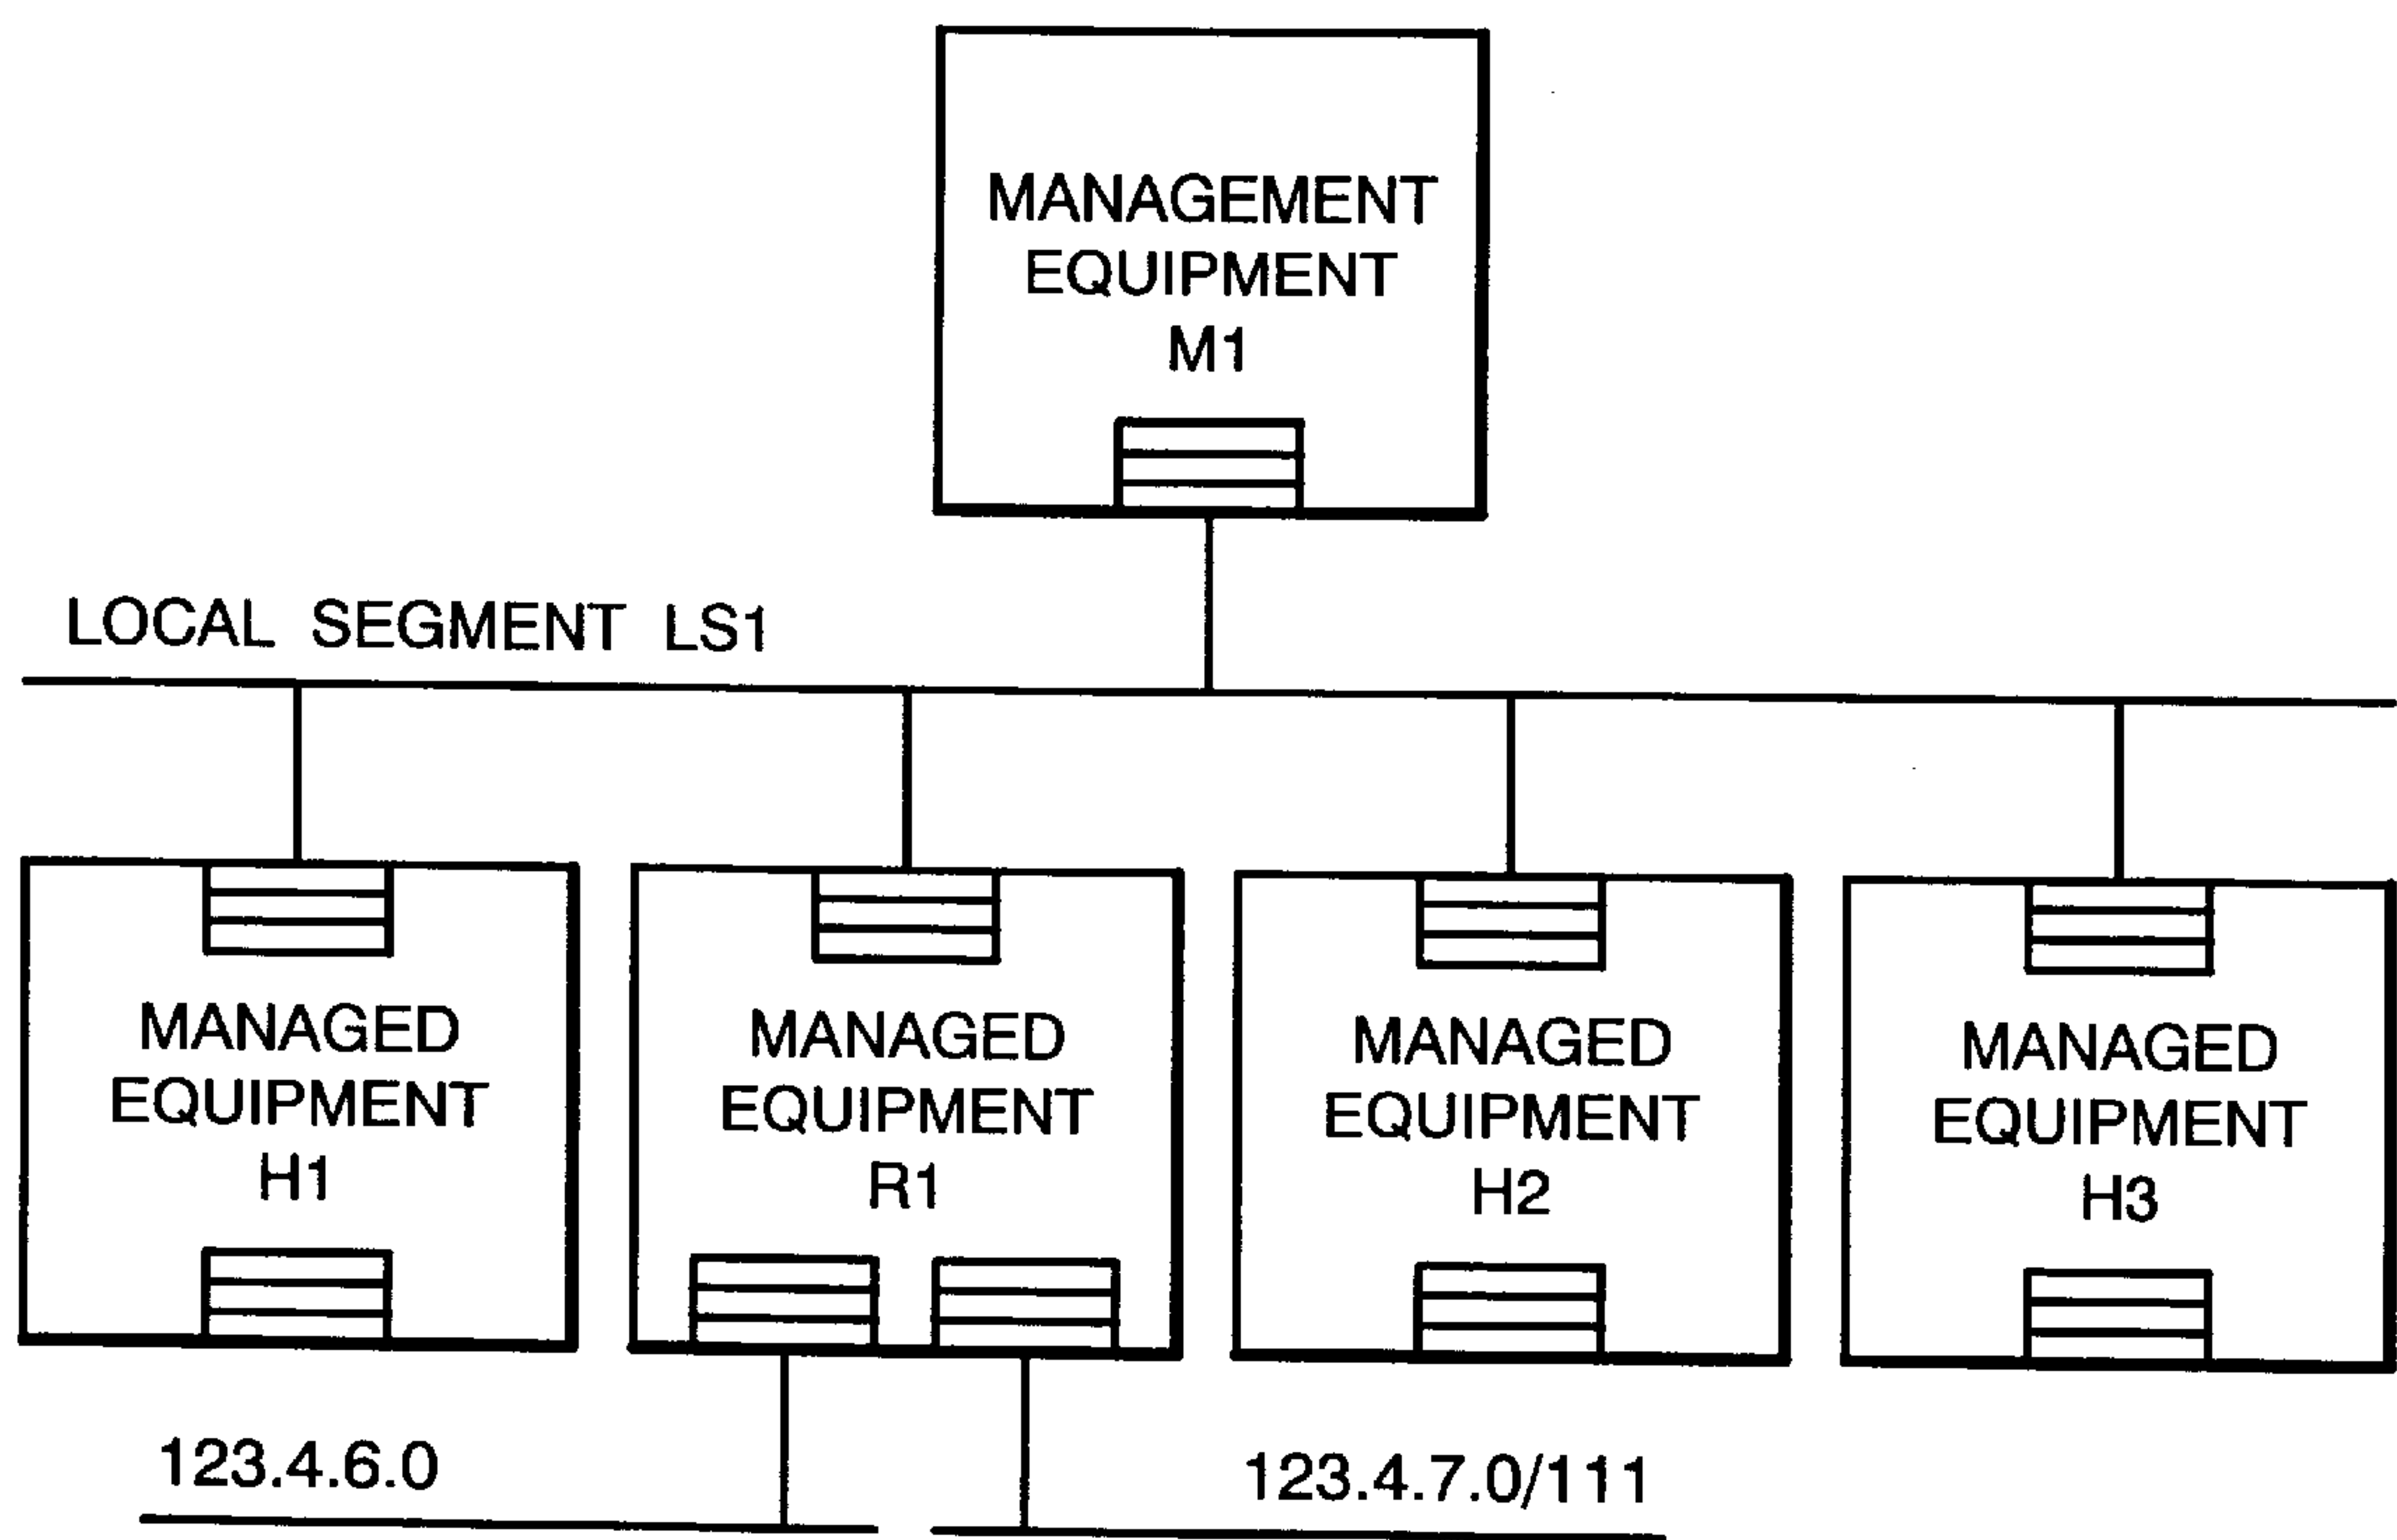 MANAGEMENT
EQUIPMENT
M1
LOCAL SEGMENT LS1
MANAGED
EQUIPMENT
H1
MANAGED
EQUIPMENT
R1
MANAGED
EQUIPMENT
H2
MANAGED
EQUIPMENT
H3
123.4.6.0
123.4.7.0/111